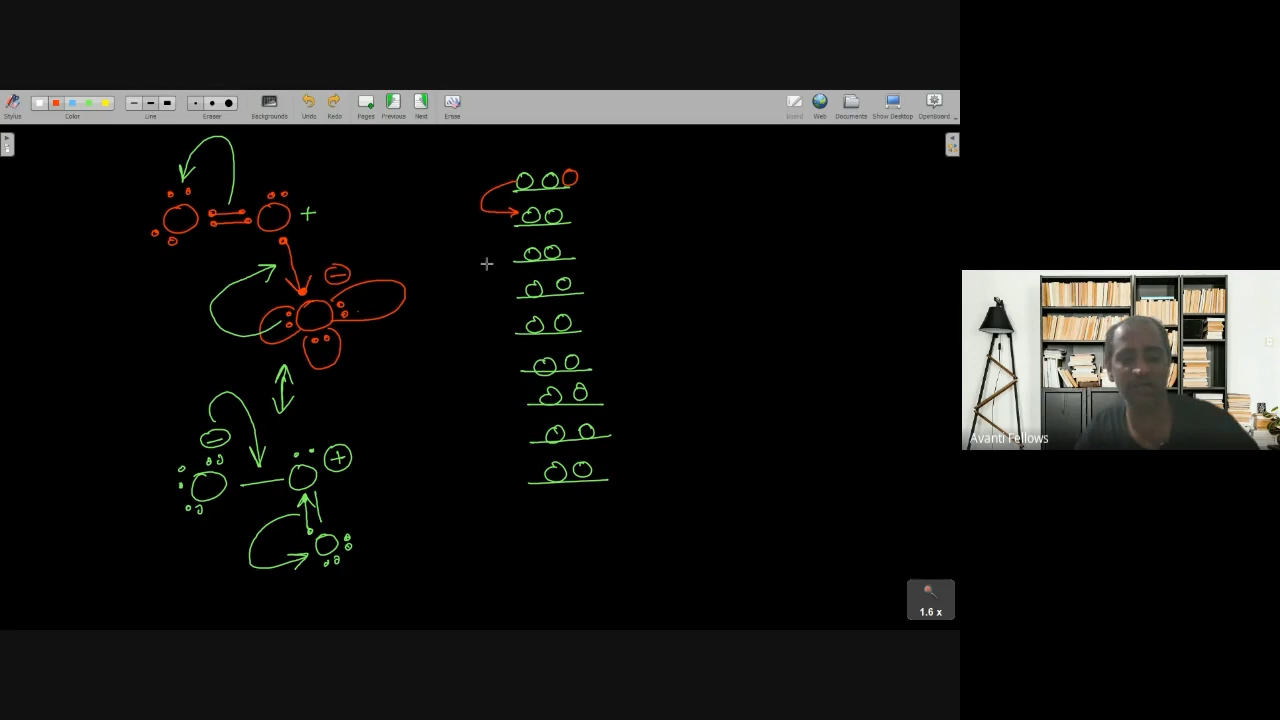 Stylus
Color
Line
Eraser
Backgrounds
Undo
Redo
Pages
Previous
Next
Erase
Board
Web
Documents
Show Desktop
OpenBoard
+
−
−
+
1.6 x
Avanti Fellows